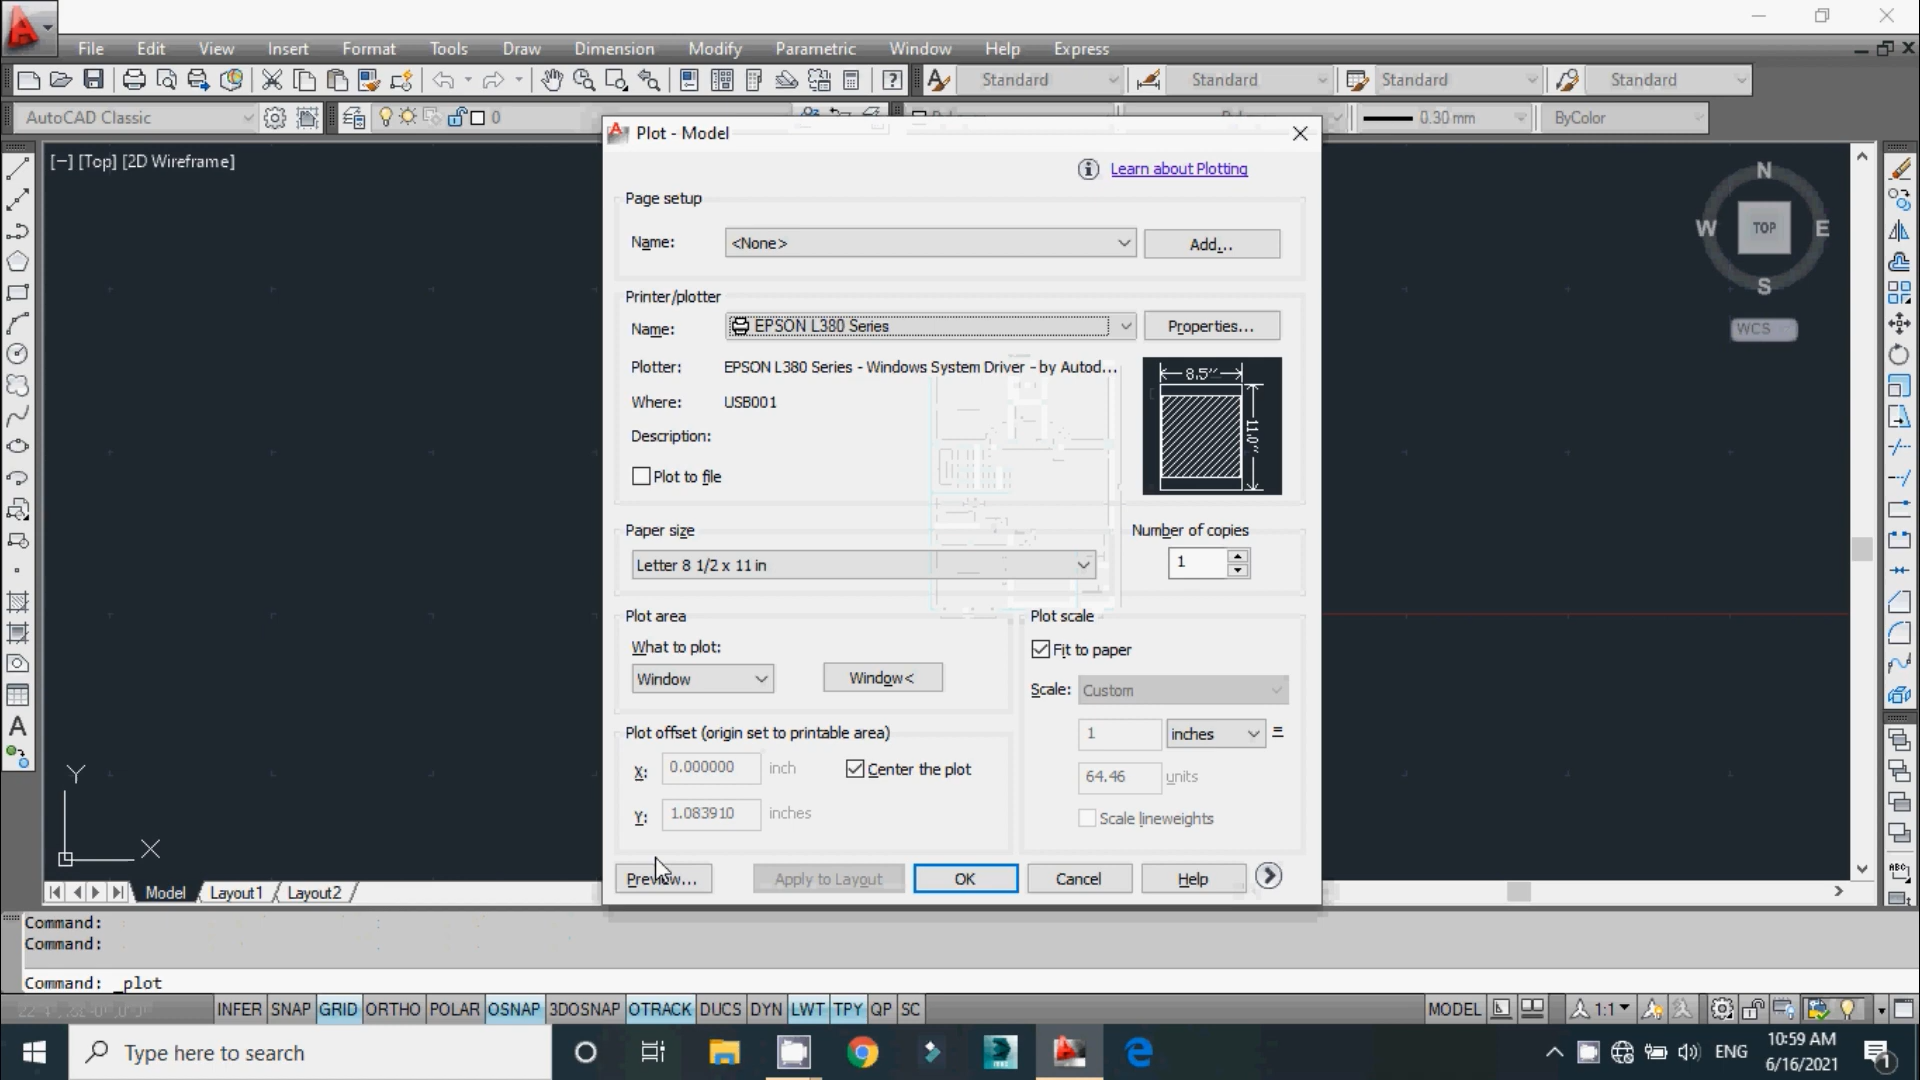 File Edit View Insert Format Tools Draw Dimension Modify Parametric Window Help Express
Standard Standard Standard Standard
AutoCAD Classic 0 0.30 mm ByColor
[−] [Top] [2D Wireframe]
Plot - Model
Learn about Plotting
Page setup
Name: <None> Add...
Printer/plotter
Name: EPSON L380 Series Properties...
Plotter: EPSON L380 Series - Windows System Driver - by Autod...
Where: USB001
Description:
Plot to file
8.5″
11.0″
Paper size
Letter 8 1/2 x 11 in
Number of copies
1
Plot area
What to plot:
Window Window<
Plot scale
Fit to paper
Scale: Custom
1 inches =
64.46 units
Scale lineweights
Plot offset (origin set to printable area)
X: 0.000000 inch Center the plot
Y: 1.083910 inches
Preview... Apply to Layout OK Cancel Help
N
W TOP E
S
WCS
A
Y
X
ABC
Model Layout1 Layout2
Command:
Command:
Command: _plot
INFER SNAP GRID ORTHO POLAR OSNAP 3DOSNAP OTRACK DUCS DYN LWT TPY QP SC
MODEL 1:1
Type here to search
ENG
10:59 AM
6/16/2021
1